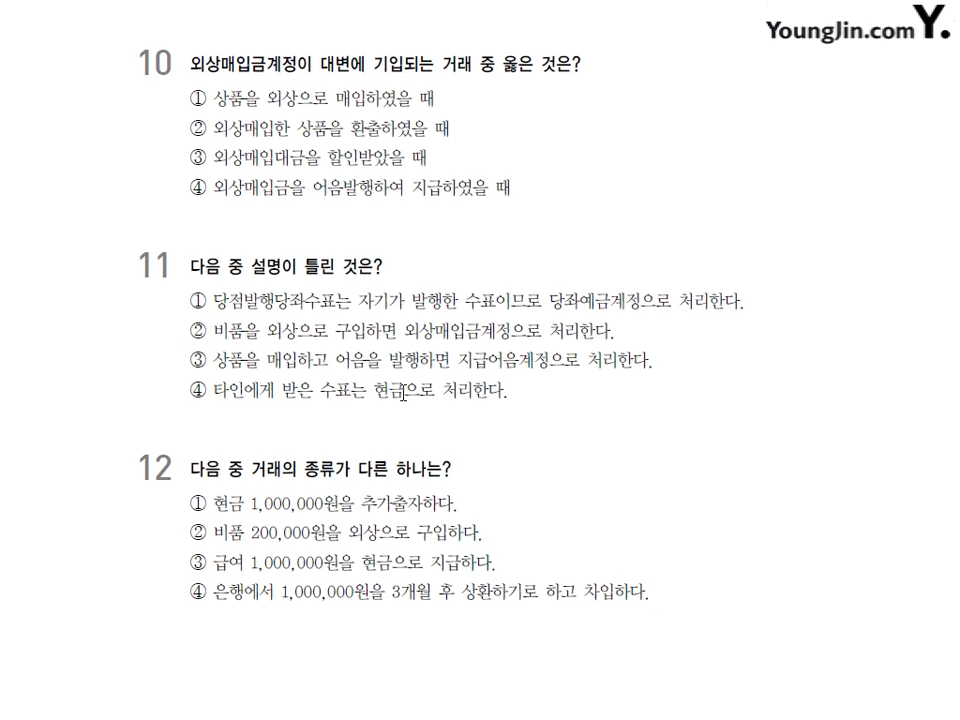 YoungJin.com Y.
10 외상매입금계정이 대변에 기입되는 거래 중 옳은 것은?
① 상품을 외상으로 매입하였을 때
② 외상매입한 상품을 환출하였을 때
③ 외상매입대금을 할인받았을 때
④ 외상매입금을 어음발행하여 지급하였을 때
11 다음 중 설명이 틀린 것은?
① 당점발행당좌수표는 자기가 발행한 수표이므로 당좌예금계정으로 처리한다.
② 비품을 외상으로 구입하면 외상매입금계정으로 처리한다.
③ 상품을 매입하고 어음을 발행하면 지급어음계정으로 처리한다.
④ 타인에게 받은 수표는 현금으로 처리한다.
12 다음 중 거래의 종류가 다른 하나는?
① 현금 1,000,000원을 추가출자하다.
② 비품 200,000원을 외상으로 구입하다.
③ 급여 1,000,000원을 현금으로 지급하다.
④ 은행에서 1,000,000원을 3개월 후 상환하기로 하고 차입하다.